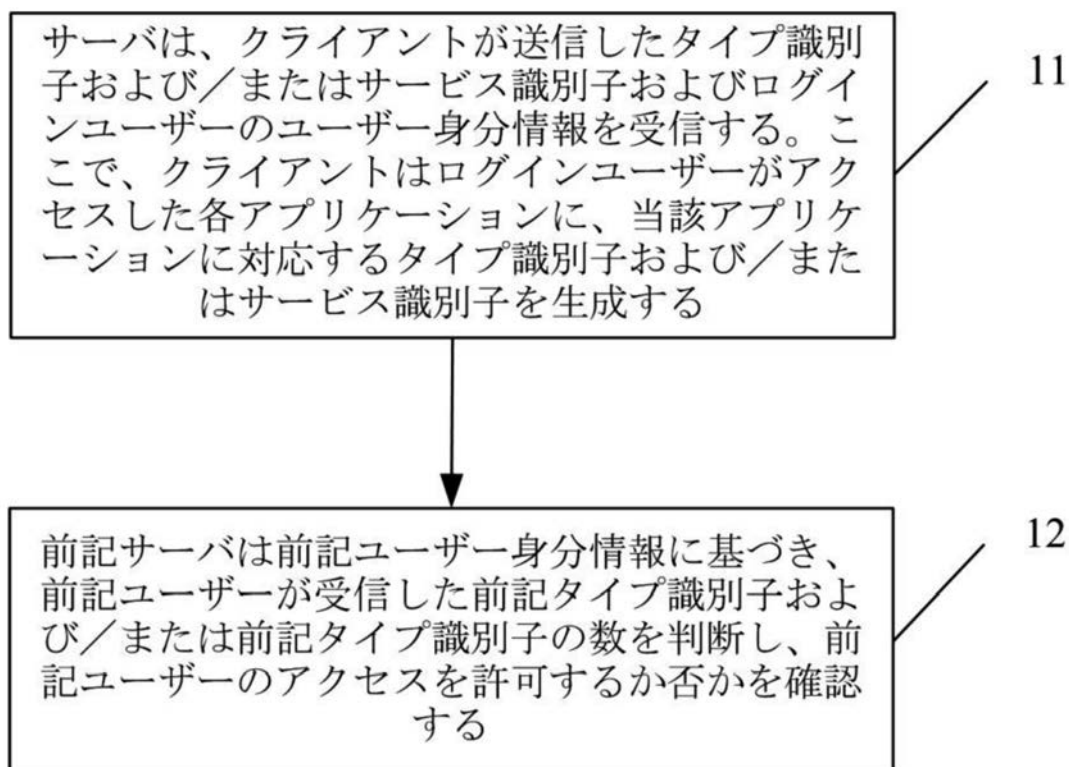 サーバは、クライアントが送信したタイプ識別
子および／またはサービス識別子およびログイ
ンユーザーのユーザー身分情報を受信する。こ
こで、クライアントはログインユーザーがアク
セスした各アプリケーションに、当該アプリケ
ーションに対応するタイプ識別子および／また
はサービス識別子を生成する
11
前記サーバは前記ユーザー身分情報に基づき、
前記ユーザーが受信した前記タイプ識別子およ
び／または前記タイプ識別子の数を判断し、前
記ユーザーのアクセスを許可するか否かを確認
する
12